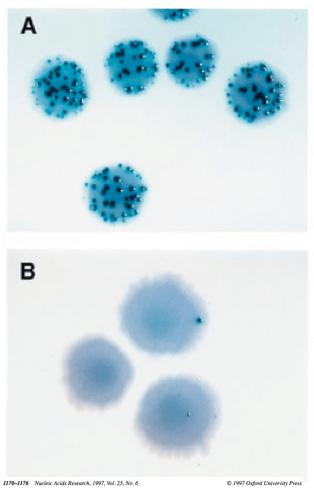 A
B
1170–1176 Nucleic Acids Research, 1997, Vol. 25, No. 6 © 1997 Oxford University Press